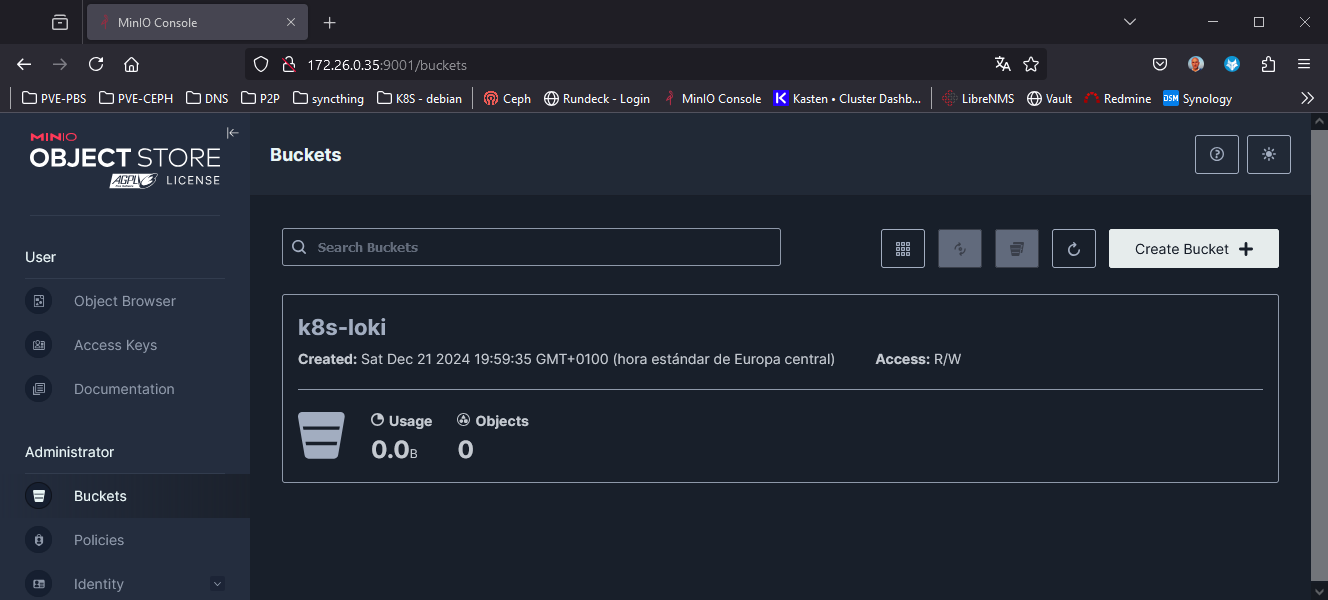 MinIO Console
172.26.0.35:9001/buckets
PVE-PBS PVE-CEPH DNS P2P syncthing K8S - debian Ceph Rundeck - Login MinIO Console Kasten • Cluster Dashb... LibreNMS Vault Redmine DSM Synology
MINIO
OBJECT STORE
AGPLv3 LICENSE
Buckets
User
Object Browser
Access Keys
Documentation
Administrator
Buckets
Policies
Identity
Search Buckets
Create Bucket
k8s-loki
Created: Sat Dec 21 2024 19:59:35 GMT+0100 (hora estándar de Europa central) Access: R/W
Usage Objects
0.0B 0